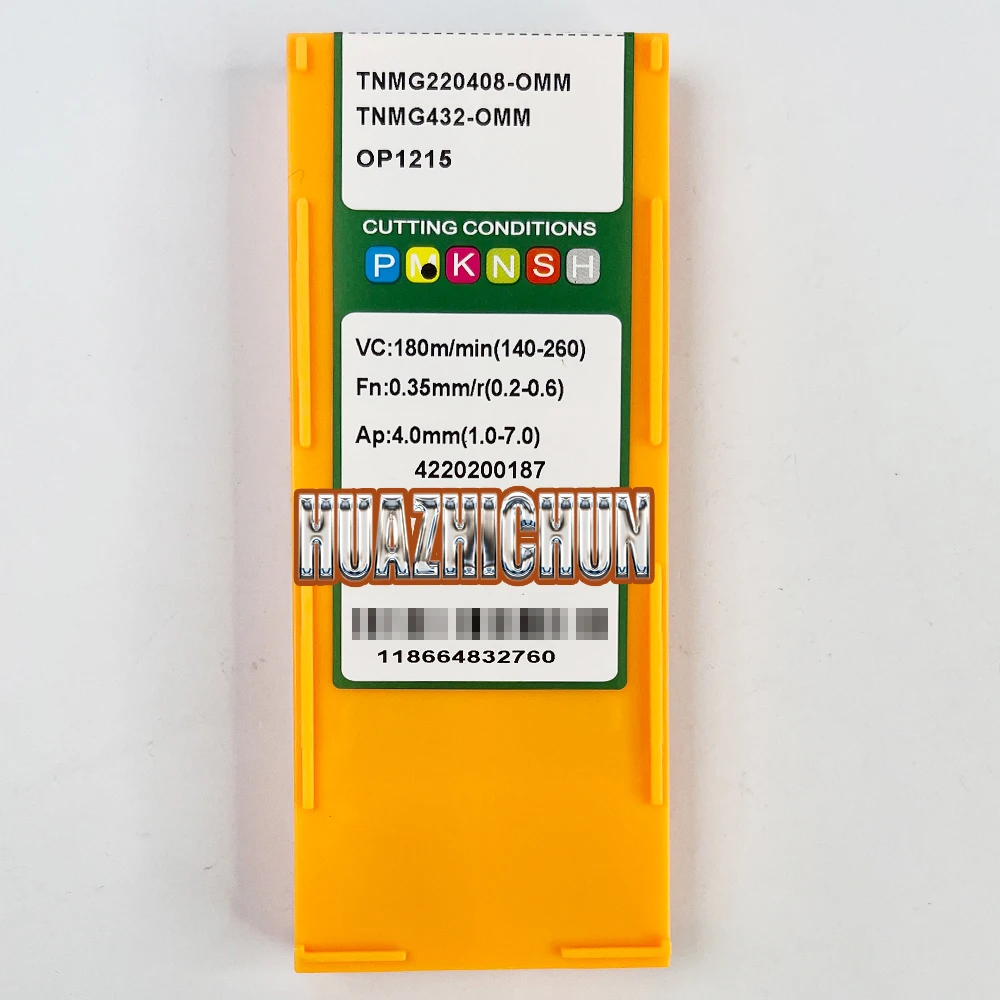 TNMG220408-OMM
TNMG432-OMM
OP1215
CUTTING CONDITIONS
P M K N S H
VC:180m/min(140-260)
Fn:0.35mm/r(0.2-0.6)
Ap:4.0mm(1.0-7.0)
4220200187
HUAZHICHUN
118664832760